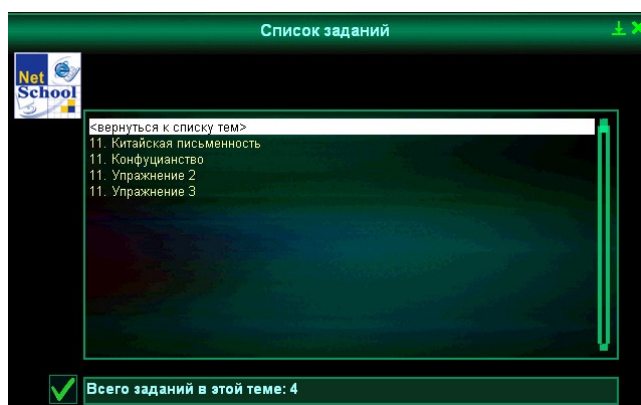 Список заданий
Net
School
<вернуться к списку тем>
11. Китайская письменность
11. Конфуцианство
11. Упражнение 2
11. Упражнение 3
Всего заданий в этой теме: 4